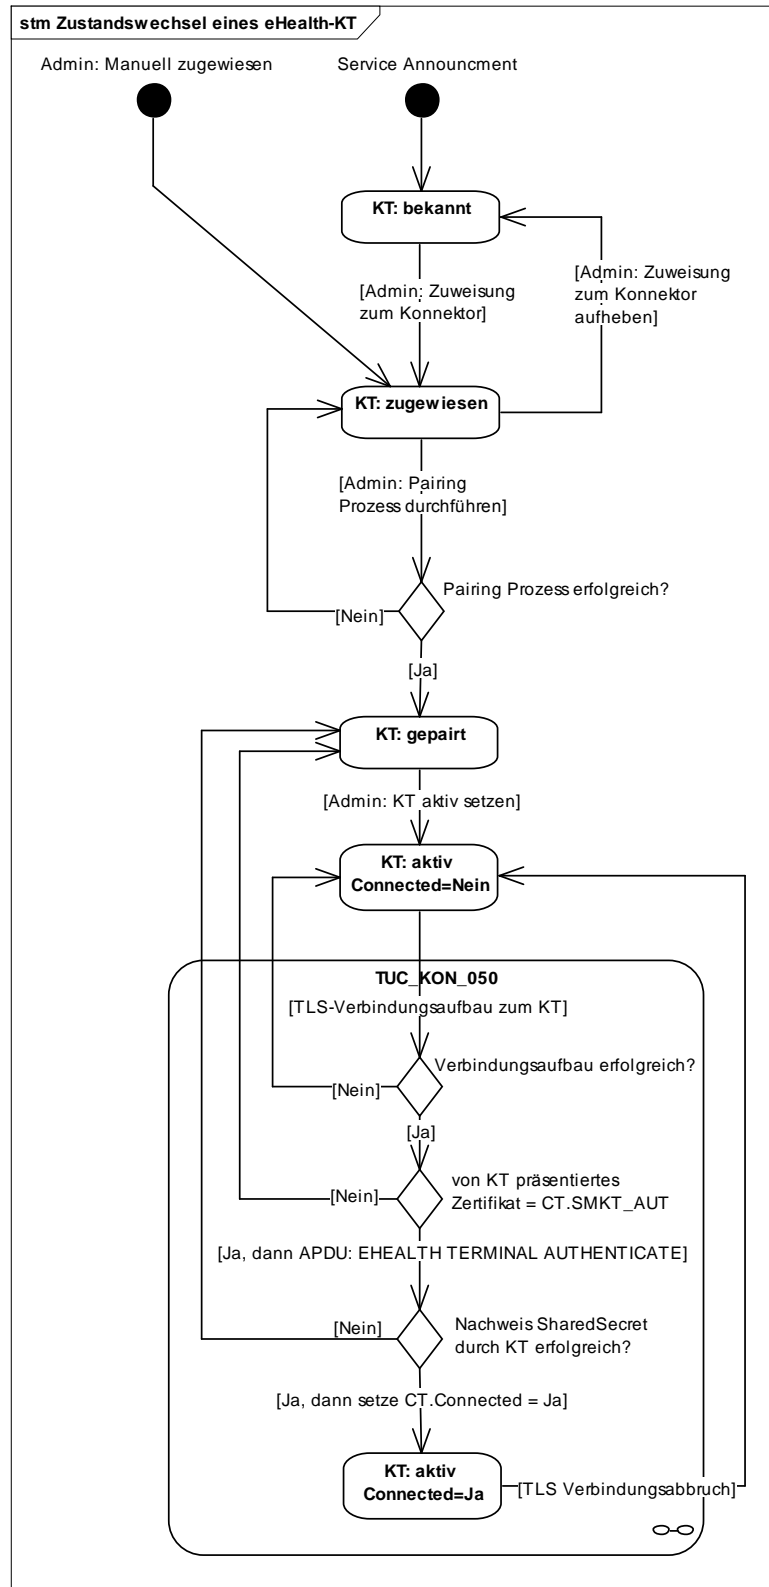 stm Zustandswechsel eines eHealth-KT
Admin: Manuell zugewiesen
Service Announcment
KT: bekannt
[Admin: Zuweisung
zum Konnektor]
[Admin: Zuweisung
zum Konnektor
aufheben]
KT: zugewiesen
[Admin: Pairing
Prozess durchführen]
Pairing Prozess erfolgreich?
[Nein]
[Ja]
KT: gepairt
[Admin: KT aktiv setzen]
KT: aktiv
Connected=Nein
TUC_KON_050
[TLS-Verbindungsaufbau zum KT]
Verbindungsaufbau erfolgreich?
[Nein]
[Ja]
von KT präsentiertes
Zertifikat = CT.SMKT_AUT
[Nein]
[Ja, dann APDU: EHEALTH TERMINAL AUTHENTICATE]
Nachweis SharedSecret
durch KT erfolgreich?
[Nein]
[Ja, dann setze CT.Connected = Ja]
KT: aktiv
Connected=Ja
[TLS Verbindungsabbruch]